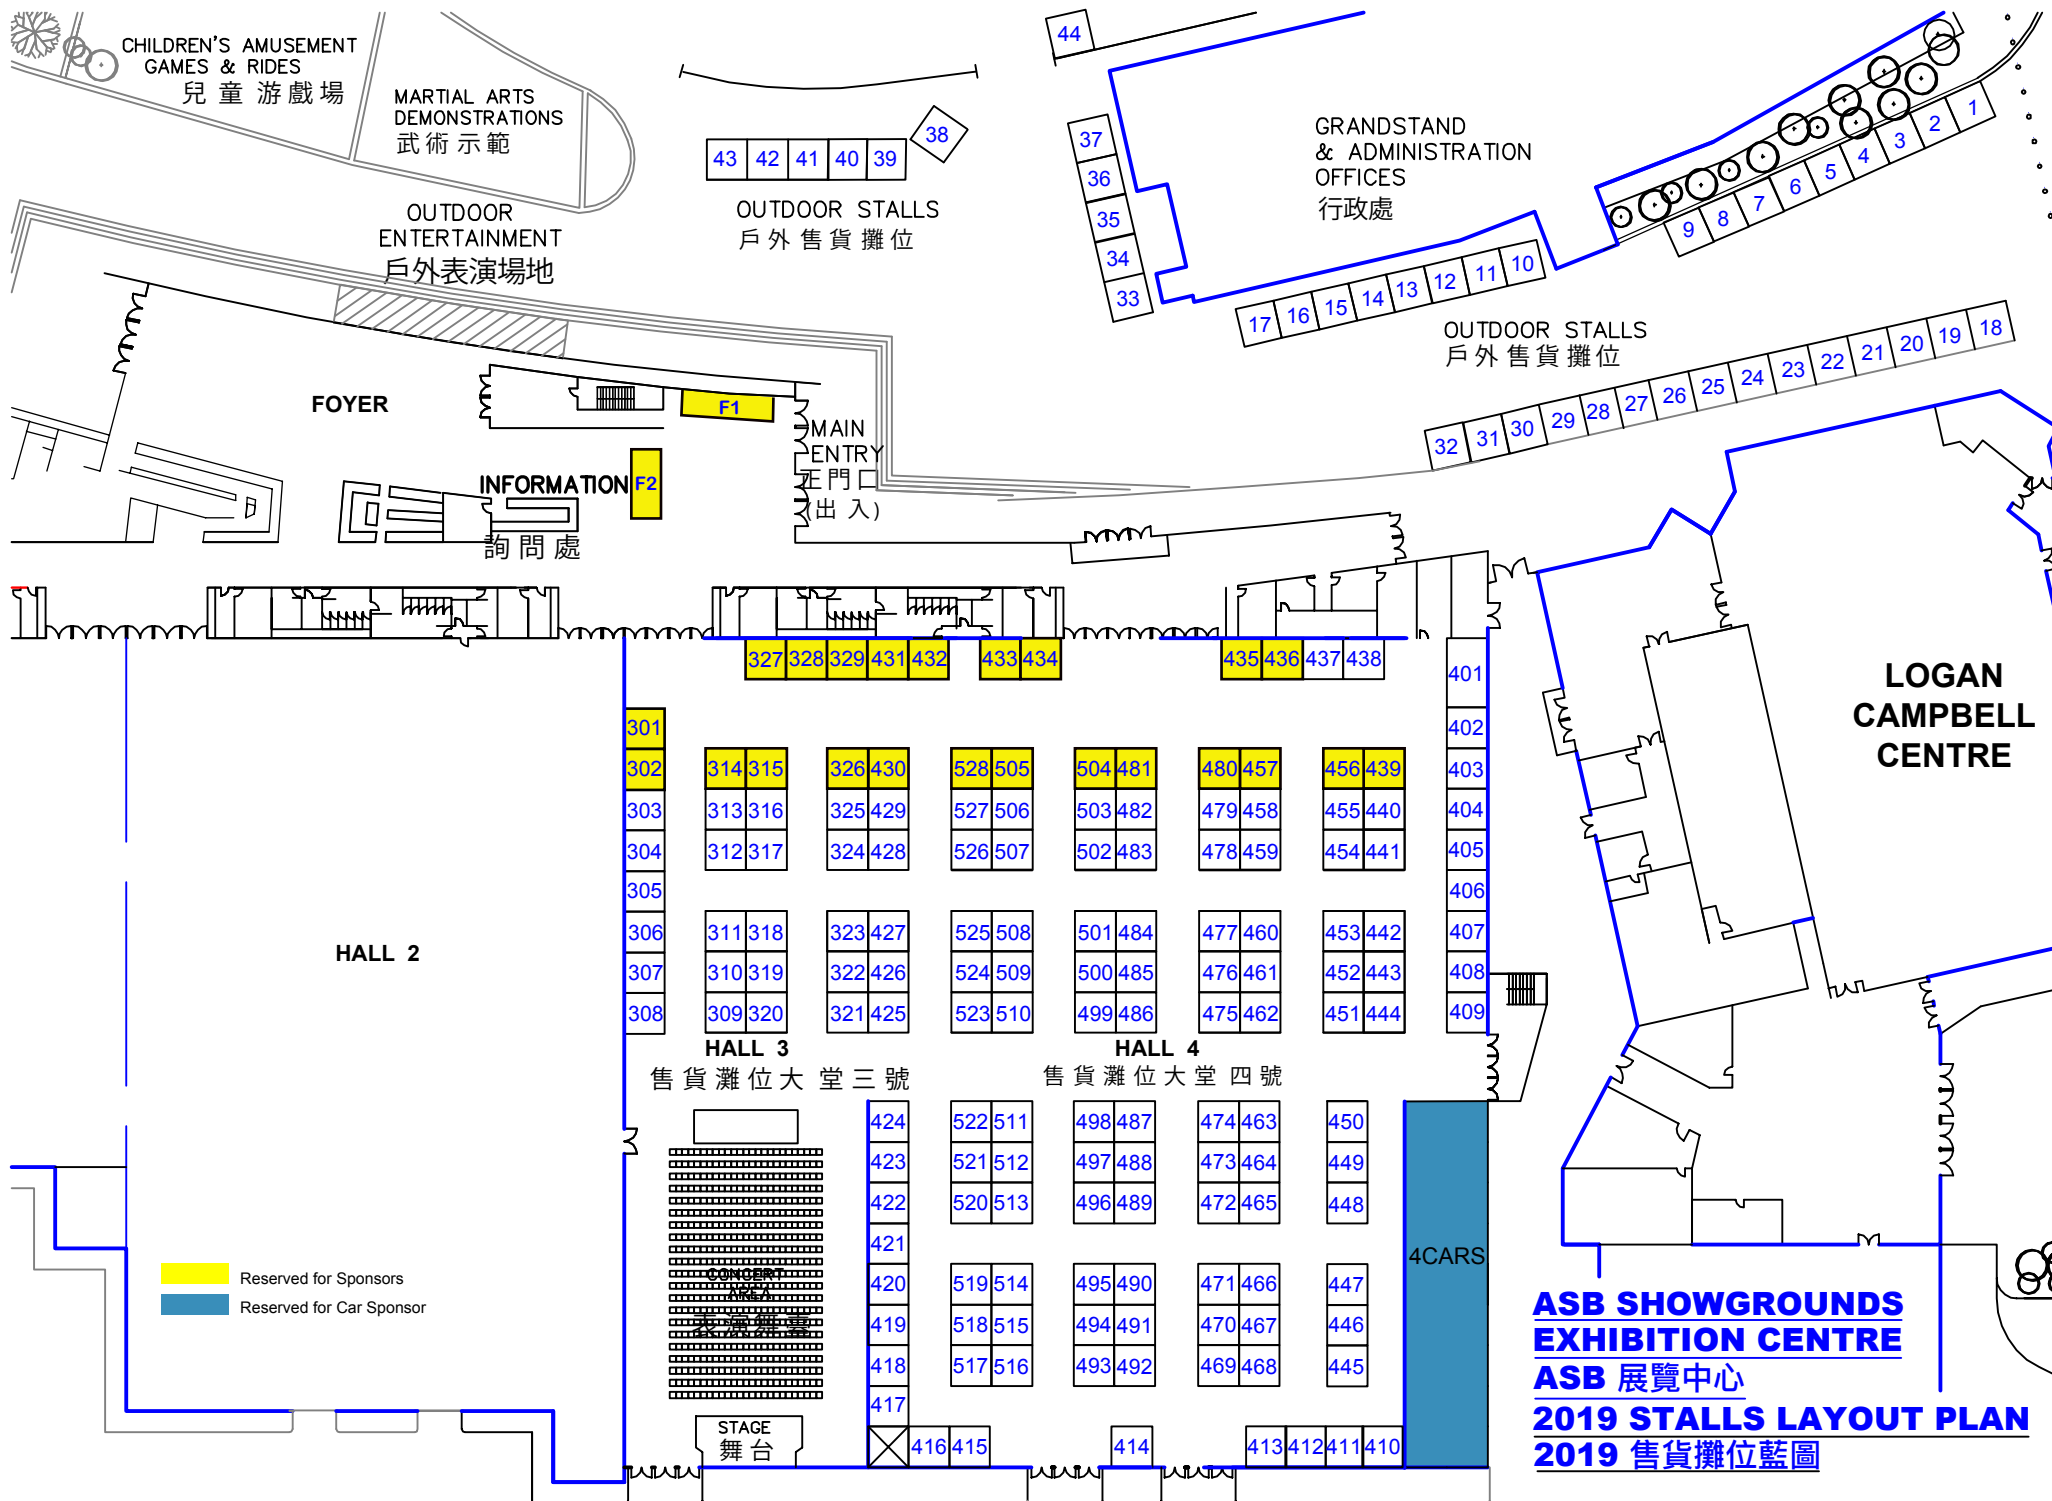 CHILDREN'S AMUSEMENT
GAMES & RIDES
兒童游戲場
MARTIAL ARTS
DEMONSTRATIONS
武術示範
44
38
43 42 41 40 39
OUTDOOR STALLS
戶外售貨攤位
37
36
35
34
33
GRANDSTAND
& ADMINISTRATION
OFFICES
行政處
9 8 7 6 5 4 3 2 1
17 16 15 14 13 12 11 10
OUTDOOR STALLS
戶外售貨攤位
32 31 30 29 28 27 26 25 24 23 22 21 20 19 18
OUTDOOR
ENTERTAINMENT
戶外表演場地
FOYER
F1
MAIN
ENTRY
正門口
(出入)
INFORMATION
F2
詢問處
327 328 329 431 432 433 434 435 436 437 438
401
301 402
302 314 315 326 430 528 505 504 481 480 457 456 439 403
303 313 316 325 429 527 506 503 482 479 458 455 440 404
304 312 317 324 428 526 507 502 483 478 459 454 441 405
305 406
306 311 318 323 427 525 508 501 484 477 460 453 442 407
307 310 319 322 426 524 509 500 485 476 461 452 443 408
308 309 320 321 425 523 510 499 486 475 462 451 444 409
HALL 2
HALL 3
售貨灘位大堂三號
HALL 4
售貨灘位大堂四號
424 522 511 498 487 474 463 450
423 521 512 497 488 473 464 449
422 520 513 496 489 472 465 448
421
420 519 514 495 490 471 466 447
419 518 515 494 491 470 467 446
418 517 516 493 492 469 468 445
417
416 415 414 413 412 411 410
4CARS
CONCERT
AREA
表演舞臺
STAGE
舞台
LOGAN
CAMPBELL
CENTRE
Reserved for Sponsors
Reserved for Car Sponsor
ASB SHOWGROUNDS
EXHIBITION CENTRE
ASB 展覽中心
2019 STALLS LAYOUT PLAN
2019 售貨攤位藍圖